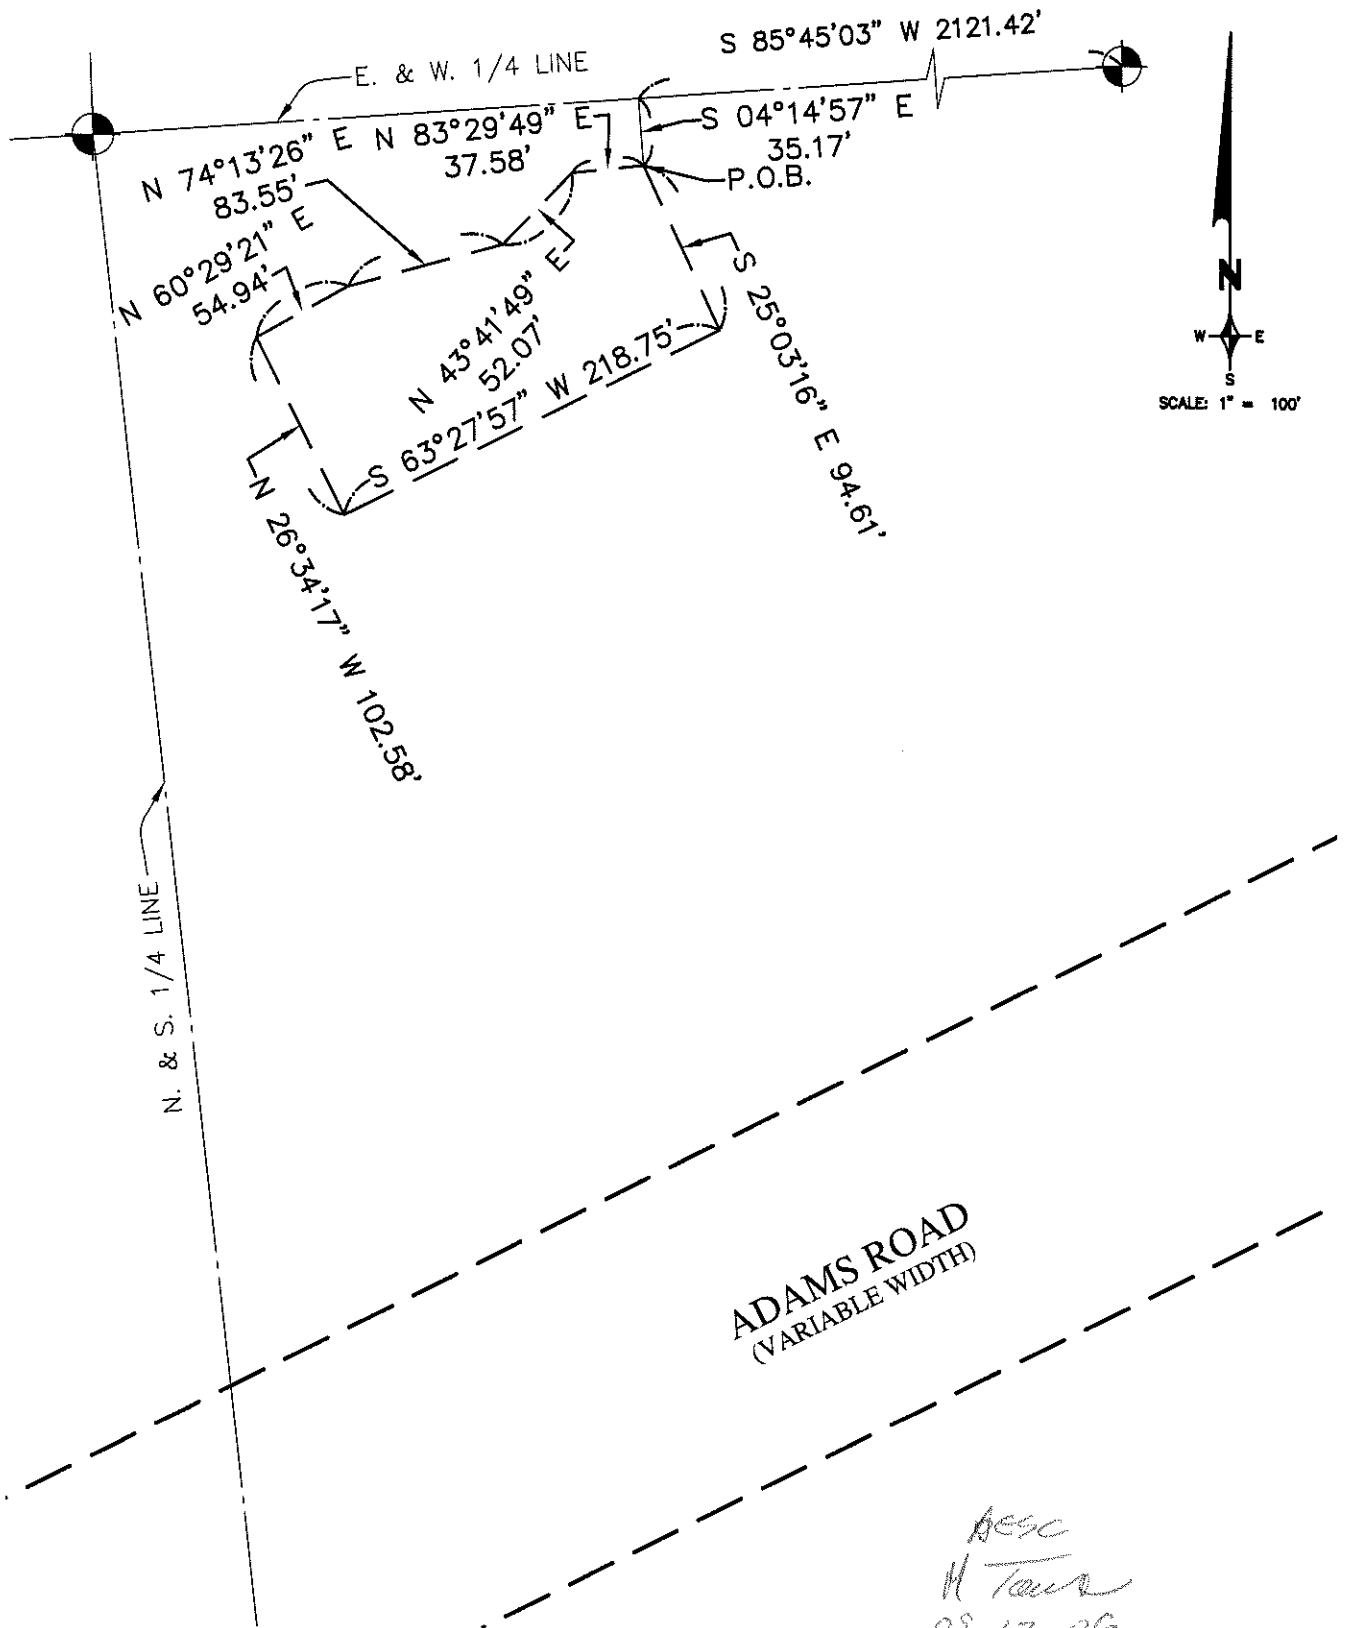 S 85°45'03" W 2121.42'
E. & W. 1/4 LINE
S 04°14'57" E
35.17'
P.O.B.
N 83°29'49" E
37.58'
N 74°13'26" E
83.55'
N 60°29'21" E
54.94'
N 43°41'49" E
52.07'
S 63°27'57" W 218.75'
S 25°03'16" E 94.61'
N 26°34'17" W 102.58'
N
W E
S
SCALE: 1" = 100'
N. & S. 1/4 LINE
ADAMS ROAD
(VARIABLE WIDTH)